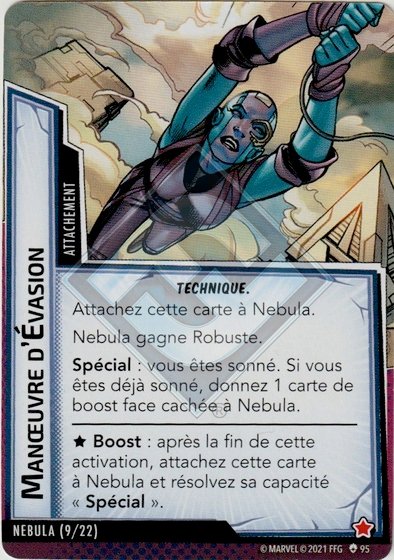 ATTACHEMENT
MANŒUVRE D'ÉVASION
TECHNIQUE.
Attachez cette carte à Nebula.
Nebula gagne Robuste.
Spécial : vous êtes sonné. Si vous
êtes déjà sonné, donnez 1 carte de
boost face cachée à Nebula.
★ Boost : après la fin de cette
activation, attachez cette carte
à Nebula et résolvez sa capacité
« Spécial ».
NEBULA (9/22)
© MARVEL © 2021 FFG 95